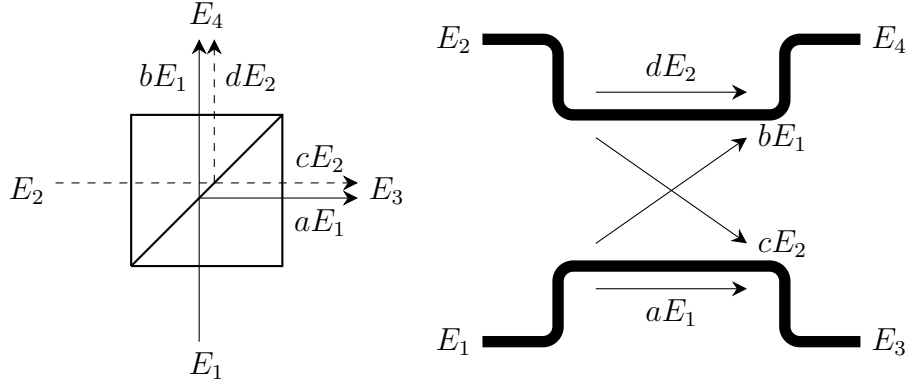 E₄
bE₁ dE₂
cE₂
E₂ E₃
aE₁
E₁
E₂ E₄
dE₂
bE₁
cE₂
aE₁
E₁ E₃